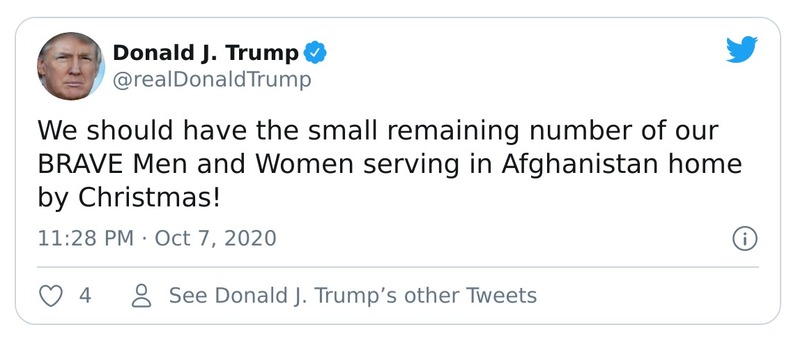 Donald J. Trump
@realDonaldTrump
We should have the small remaining number of our
BRAVE Men and Women serving in Afghanistan home
by Christmas!
11:28 PM · Oct 7, 2020
4
See Donald J. Trump’s other Tweets